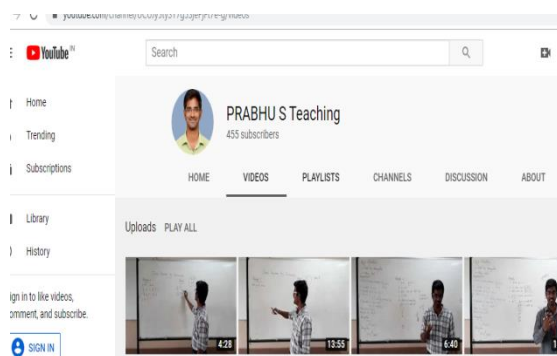 YouTube IN
Search
Home
Trending
Subscriptions
Library
History
ign in to like videos,
omment, and subscribe.
SIGN IN
PRABHU S Teaching
455 subscribers
HOME VIDEOS PLAYLISTS CHANNELS DISCUSSION ABOUT
Uploads PLAY ALL
4:28 13:55 6:40